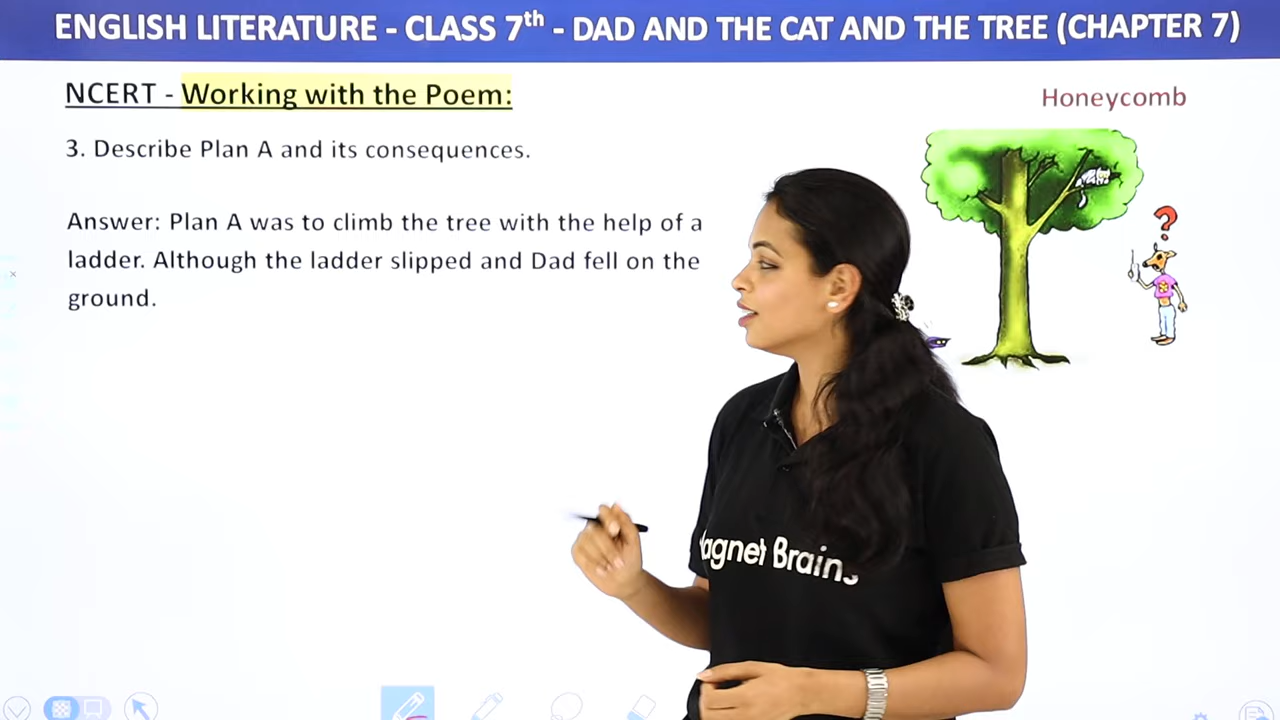 ENGLISH LITERATURE - CLASS 7th - DAD AND THE CAT AND THE TREE (CHAPTER 7)
NCERT - Working with the Poem:
Honeycomb
3. Describe Plan A and its consequences.
Answer: Plan A was to climb the tree with the help of a
ladder. Although the ladder slipped and Dad fell on the
ground.
?
Magnet Brains